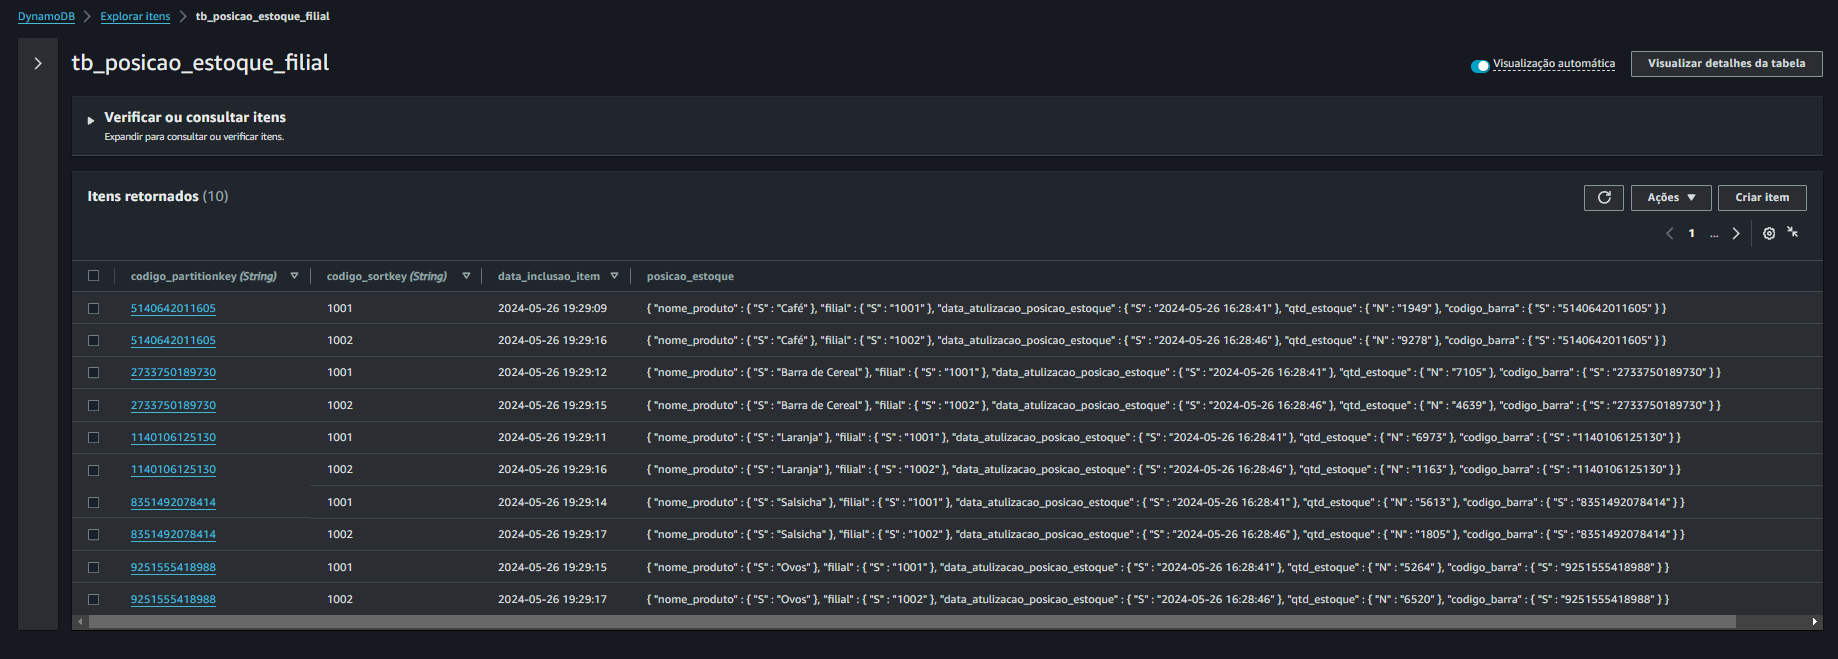 DynamoDB > Explorar itens > tb_posicao_estoque_filial
tb_posicao_estoque_filial
Visualização automática
Visualizar detalhes da tabela
Verificar ou consultar itens
Expandir para consultar ou verificar itens.
Itens retornados (10)
Ações
Criar item
1 ...
codigo_partitionkey (String) codigo_sortkey (String) data_inclusao_item posicao_estoque
5140642011605 1001 2024-05-26 19:29:09 { "nome_produto" : { "S" : "Café" }, "filial" : { "S" : "1001" }, "data_atulizacao_posicao_estoque" : { "S" : "2024-05-26 16:28:41" }, "qtd_estoque" : { "N" : "1949" }, "codigo_barra" : { "S" : "5140642011605" } }
5140642011605 1002 2024-05-26 19:29:16 { "nome_produto" : { "S" : "Café" }, "filial" : { "S" : "1002" }, "data_atulizacao_posicao_estoque" : { "S" : "2024-05-26 16:28:46" }, "qtd_estoque" : { "N" : "9278" }, "codigo_barra" : { "S" : "5140642011605" } }
2733750189730 1001 2024-05-26 19:29:12 { "nome_produto" : { "S" : "Barra de Cereal" }, "filial" : { "S" : "1001" }, "data_atulizacao_posicao_estoque" : { "S" : "2024-05-26 16:28:41" }, "qtd_estoque" : { "N" : "7105" }, "codigo_barra" : { "S" : "2733750189730" } }
2733750189730 1002 2024-05-26 19:29:15 { "nome_produto" : { "S" : "Barra de Cereal" }, "filial" : { "S" : "1002" }, "data_atulizacao_posicao_estoque" : { "S" : "2024-05-26 16:28:46" }, "qtd_estoque" : { "N" : "4639" }, "codigo_barra" : { "S" : "2733750189730" } }
1140106125130 1001 2024-05-26 19:29:11 { "nome_produto" : { "S" : "Laranja" }, "filial" : { "S" : "1001" }, "data_atulizacao_posicao_estoque" : { "S" : "2024-05-26 16:28:41" }, "qtd_estoque" : { "N" : "6973" }, "codigo_barra" : { "S" : "1140106125130" } }
1140106125130 1002 2024-05-26 19:29:16 { "nome_produto" : { "S" : "Laranja" }, "filial" : { "S" : "1002" }, "data_atulizacao_posicao_estoque" : { "S" : "2024-05-26 16:28:46" }, "qtd_estoque" : { "N" : "1163" }, "codigo_barra" : { "S" : "1140106125130" } }
8351492078414 1001 2024-05-26 19:29:14 { "nome_produto" : { "S" : "Salsicha" }, "filial" : { "S" : "1001" }, "data_atulizacao_posicao_estoque" : { "S" : "2024-05-26 16:28:41" }, "qtd_estoque" : { "N" : "5613" }, "codigo_barra" : { "S" : "8351492078414" } }
8351492078414 1002 2024-05-26 19:29:17 { "nome_produto" : { "S" : "Salsicha" }, "filial" : { "S" : "1002" }, "data_atulizacao_posicao_estoque" : { "S" : "2024-05-26 16:28:46" }, "qtd_estoque" : { "N" : "1805" }, "codigo_barra" : { "S" : "8351492078414" } }
9251555418988 1001 2024-05-26 19:29:15 { "nome_produto" : { "S" : "Ovos" }, "filial" : { "S" : "1001" }, "data_atulizacao_posicao_estoque" : { "S" : "2024-05-26 16:28:41" }, "qtd_estoque" : { "N" : "5264" }, "codigo_barra" : { "S" : "9251555418988" } }
9251555418988 1002 2024-05-26 19:29:17 { "nome_produto" : { "S" : "Ovos" }, "filial" : { "S" : "1002" }, "data_atulizacao_posicao_estoque" : { "S" : "2024-05-26 16:28:46" }, "qtd_estoque" : { "N" : "6520" }, "codigo_barra" : { "S" : "9251555418988" } }